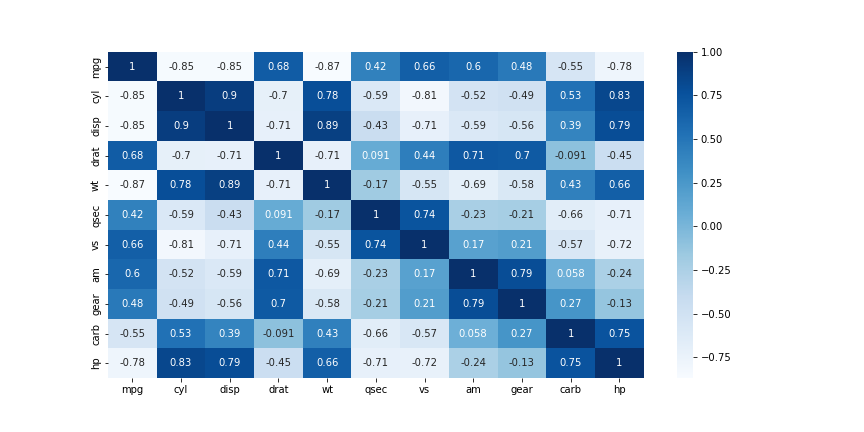 mpg 1 -0.85 -0.85 0.68 -0.87 0.42 0.66 0.6 0.48 -0.55 -0.78
cyl -0.85 1 0.9 -0.7 0.78 -0.59 -0.81 -0.52 -0.49 0.53 0.83
disp -0.85 0.9 1 -0.71 0.89 -0.43 -0.71 -0.59 -0.56 0.39 0.79
drat 0.68 -0.7 -0.71 1 -0.71 0.091 0.44 0.71 0.7 -0.091 -0.45
wt -0.87 0.78 0.89 -0.71 1 -0.17 -0.55 -0.69 -0.58 0.43 0.66
qsec 0.42 -0.59 -0.43 0.091 -0.17 1 0.74 -0.23 -0.21 -0.66 -0.71
vs 0.66 -0.81 -0.71 0.44 -0.55 0.74 1 0.17 0.21 -0.57 -0.72
am 0.6 -0.52 -0.59 0.71 -0.69 -0.23 0.17 1 0.79 0.058 -0.24
gear 0.48 -0.49 -0.56 0.7 -0.58 -0.21 0.21 0.79 1 0.27 -0.13
carb -0.55 0.53 0.39 -0.091 0.43 -0.66 -0.57 0.058 0.27 1 0.75
hp -0.78 0.83 0.79 -0.45 0.66 -0.71 -0.72 -0.24 -0.13 0.75 1
mpg cyl disp drat wt qsec vs am gear carb hp
1.00
0.75
0.50
0.25
0.00
−0.25
−0.50
−0.75